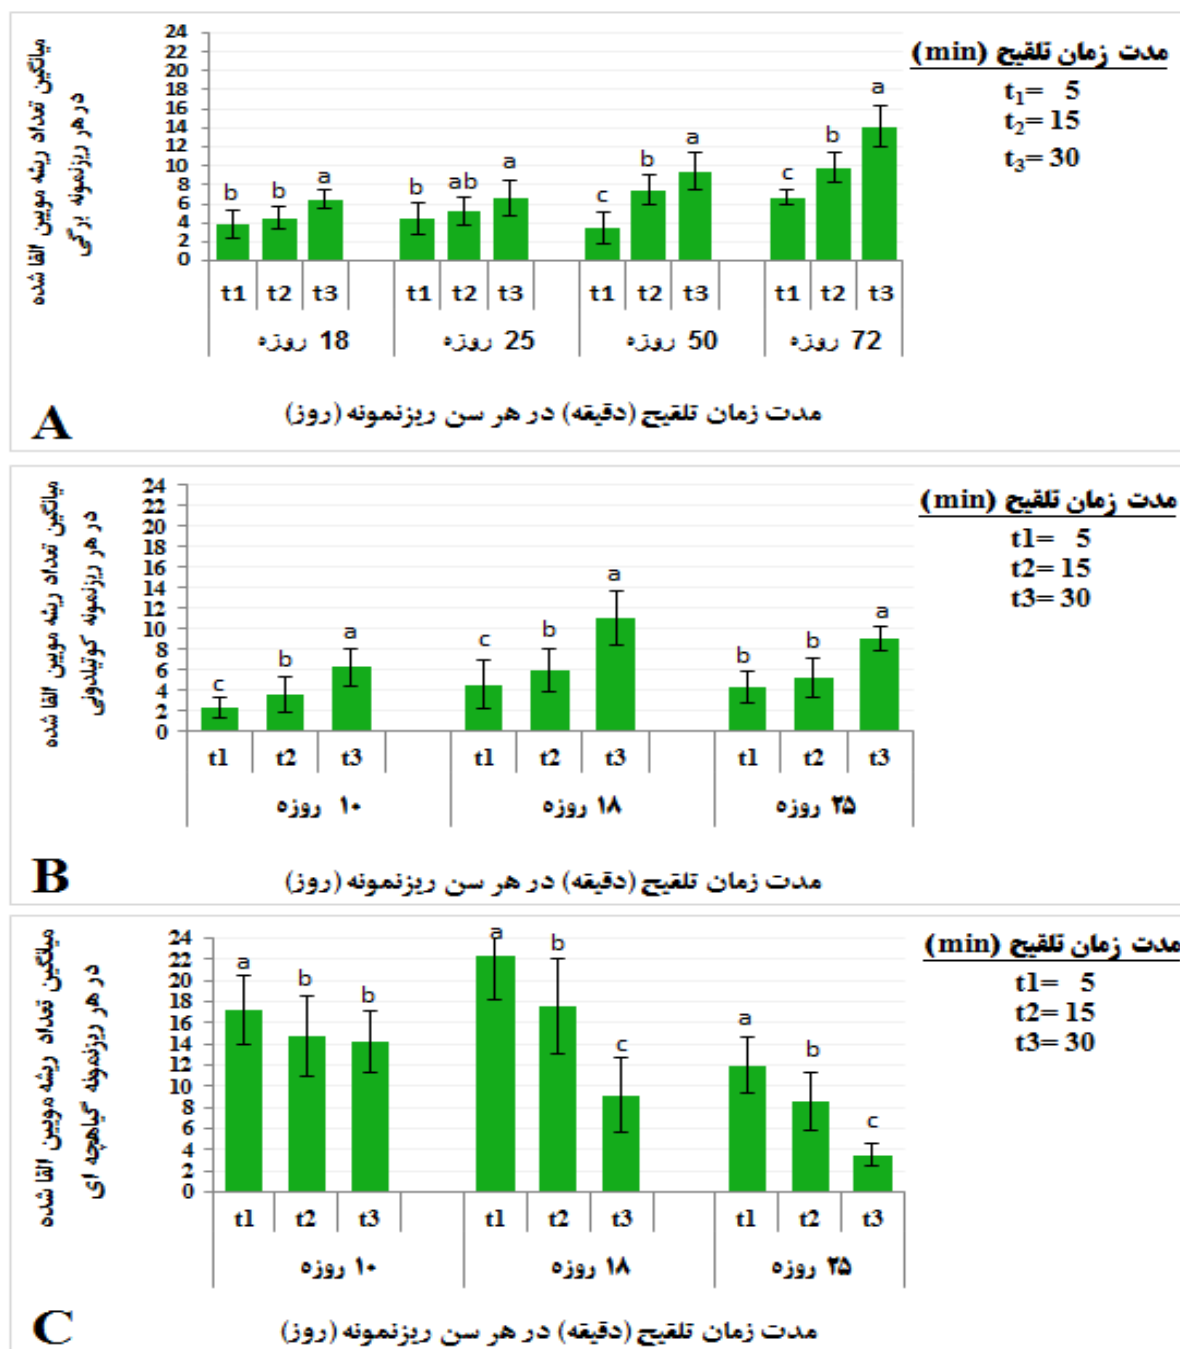 میانگین تعداد ریشه مویین القا شده
در هر ریزنمونه برگی
24
22
20
18
16
14
12
10
8
6
4
2
0
b b a
b ab a
c b a
c b a
t1 t2 t3 t1 t2 t3 t1 t2 t3 t1 t2 t3
18 روزه 25 روزه 50 روزه 72 روزه
مدت زمان تلقیح (دقیقه) در هر سن ریزنمونه (روز)
A
مدت زمان تلقیح (min)
t₁= 5
t₂= 15
t₃= 30
میانگین تعداد ریشه مویین القا شده
در هر ریزنمونه کوتیلدونی
24
22
20
18
16
14
12
10
8
6
4
2
0
c b a
c b a
b b a
t1 t2 t3 t1 t2 t3 t1 t2 t3
۱۰ روزه ۱۸ روزه ۲۵ روزه
مدت زمان تلقیح (دقیقه) در هر سن ریزنمونه (روز)
B
مدت زمان تلقیح (min)
t1= 5
t2= 15
t3= 30
میانگین تعداد ریشه مویین القا شده
در هر ریزنمونه گیاهچه ای
24
22
20
18
16
14
12
10
8
6
4
2
0
a b b
a b c
a b c
t1 t2 t3 t1 t2 t3 t1 t2 t3
۱۰ روزه ۱۸ روزه ۲۵ روزه
مدت زمان تلقیح (دقیقه) در هر سن ریزنمونه (روز)
C
مدت زمان تلقیح (min)
t1= 5
t2= 15
t3= 30